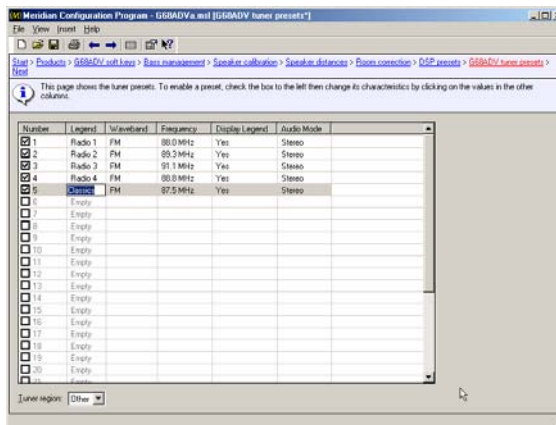 Meridian Configuration Program - G68ADVa.msl [G68ADV tuner presets*]
File View Insert Help
Start > Products > G68ADV soft keys > Bass management > Speaker calibration > Speaker distances > Room correction > DSP presets > G68ADV tuner presets >
Next
This page shows the tuner presets. To enable a preset, check the box to the left then change its characteristics by clicking on the values in the other
columns.
Number Legend Waveband Frequency Display Legend Audio Mode
1 Radio 1 FM 88.0 MHz Yes Stereo
2 Radio 2 FM 89.3 MHz Yes Stereo
3 Radio 3 FM 91.1 MHz Yes Stereo
4 Radio 4 FM 88.8 MHz Yes Stereo
5 Classics FM 87.5 MHz Yes Stereo
6 Empty
7 Empty
8 Empty
9 Empty
10 Empty
11 Empty
12 Empty
13 Empty
14 Empty
15 Empty
16 Empty
17 Empty
18 Empty
19 Empty
20 Empty
21 Empty
Tuner region: Other